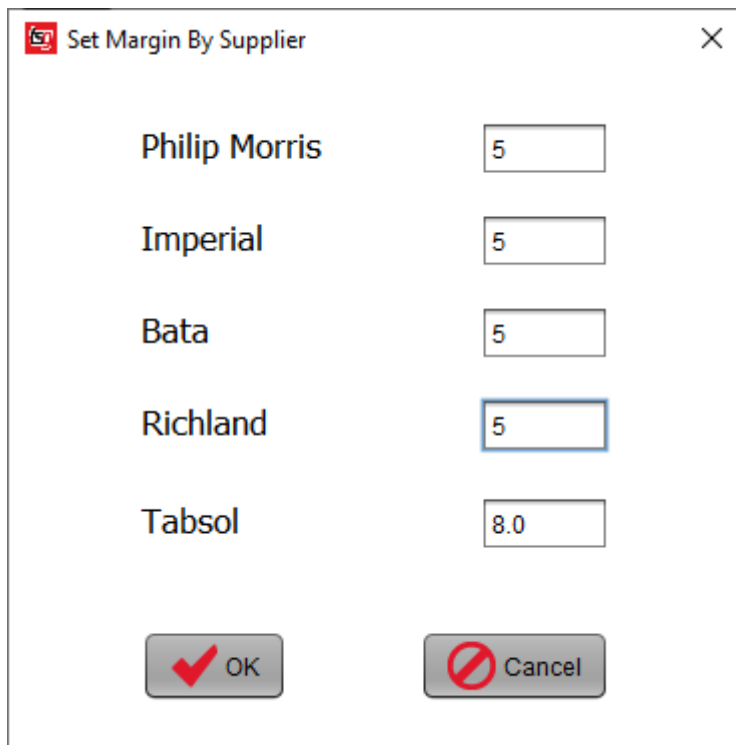 Set Margin By Supplier
Philip Morris 5
Imperial 5
Bata 5
Richland 5
Tabsol 8.0
OK Cancel